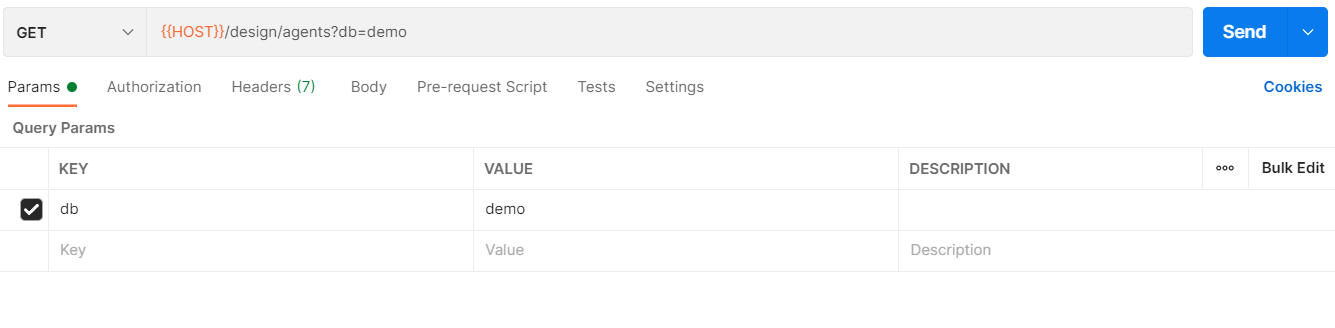 GET {{HOST}}/design/agents?db=demo Send
Params Authorization Headers (7) Body Pre-request Script Tests Settings Cookies
Query Params
KEY VALUE DESCRIPTION Bulk Edit
db demo
Key Value Description